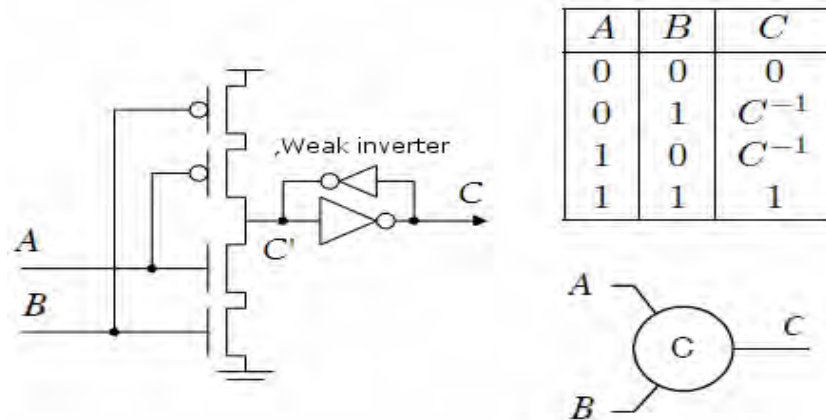 A B C
0 0 0
0 1 C⁻¹
1 0 C⁻¹
1 1 1
,Weak inverter
C
C'
A
B
A
B
C
C